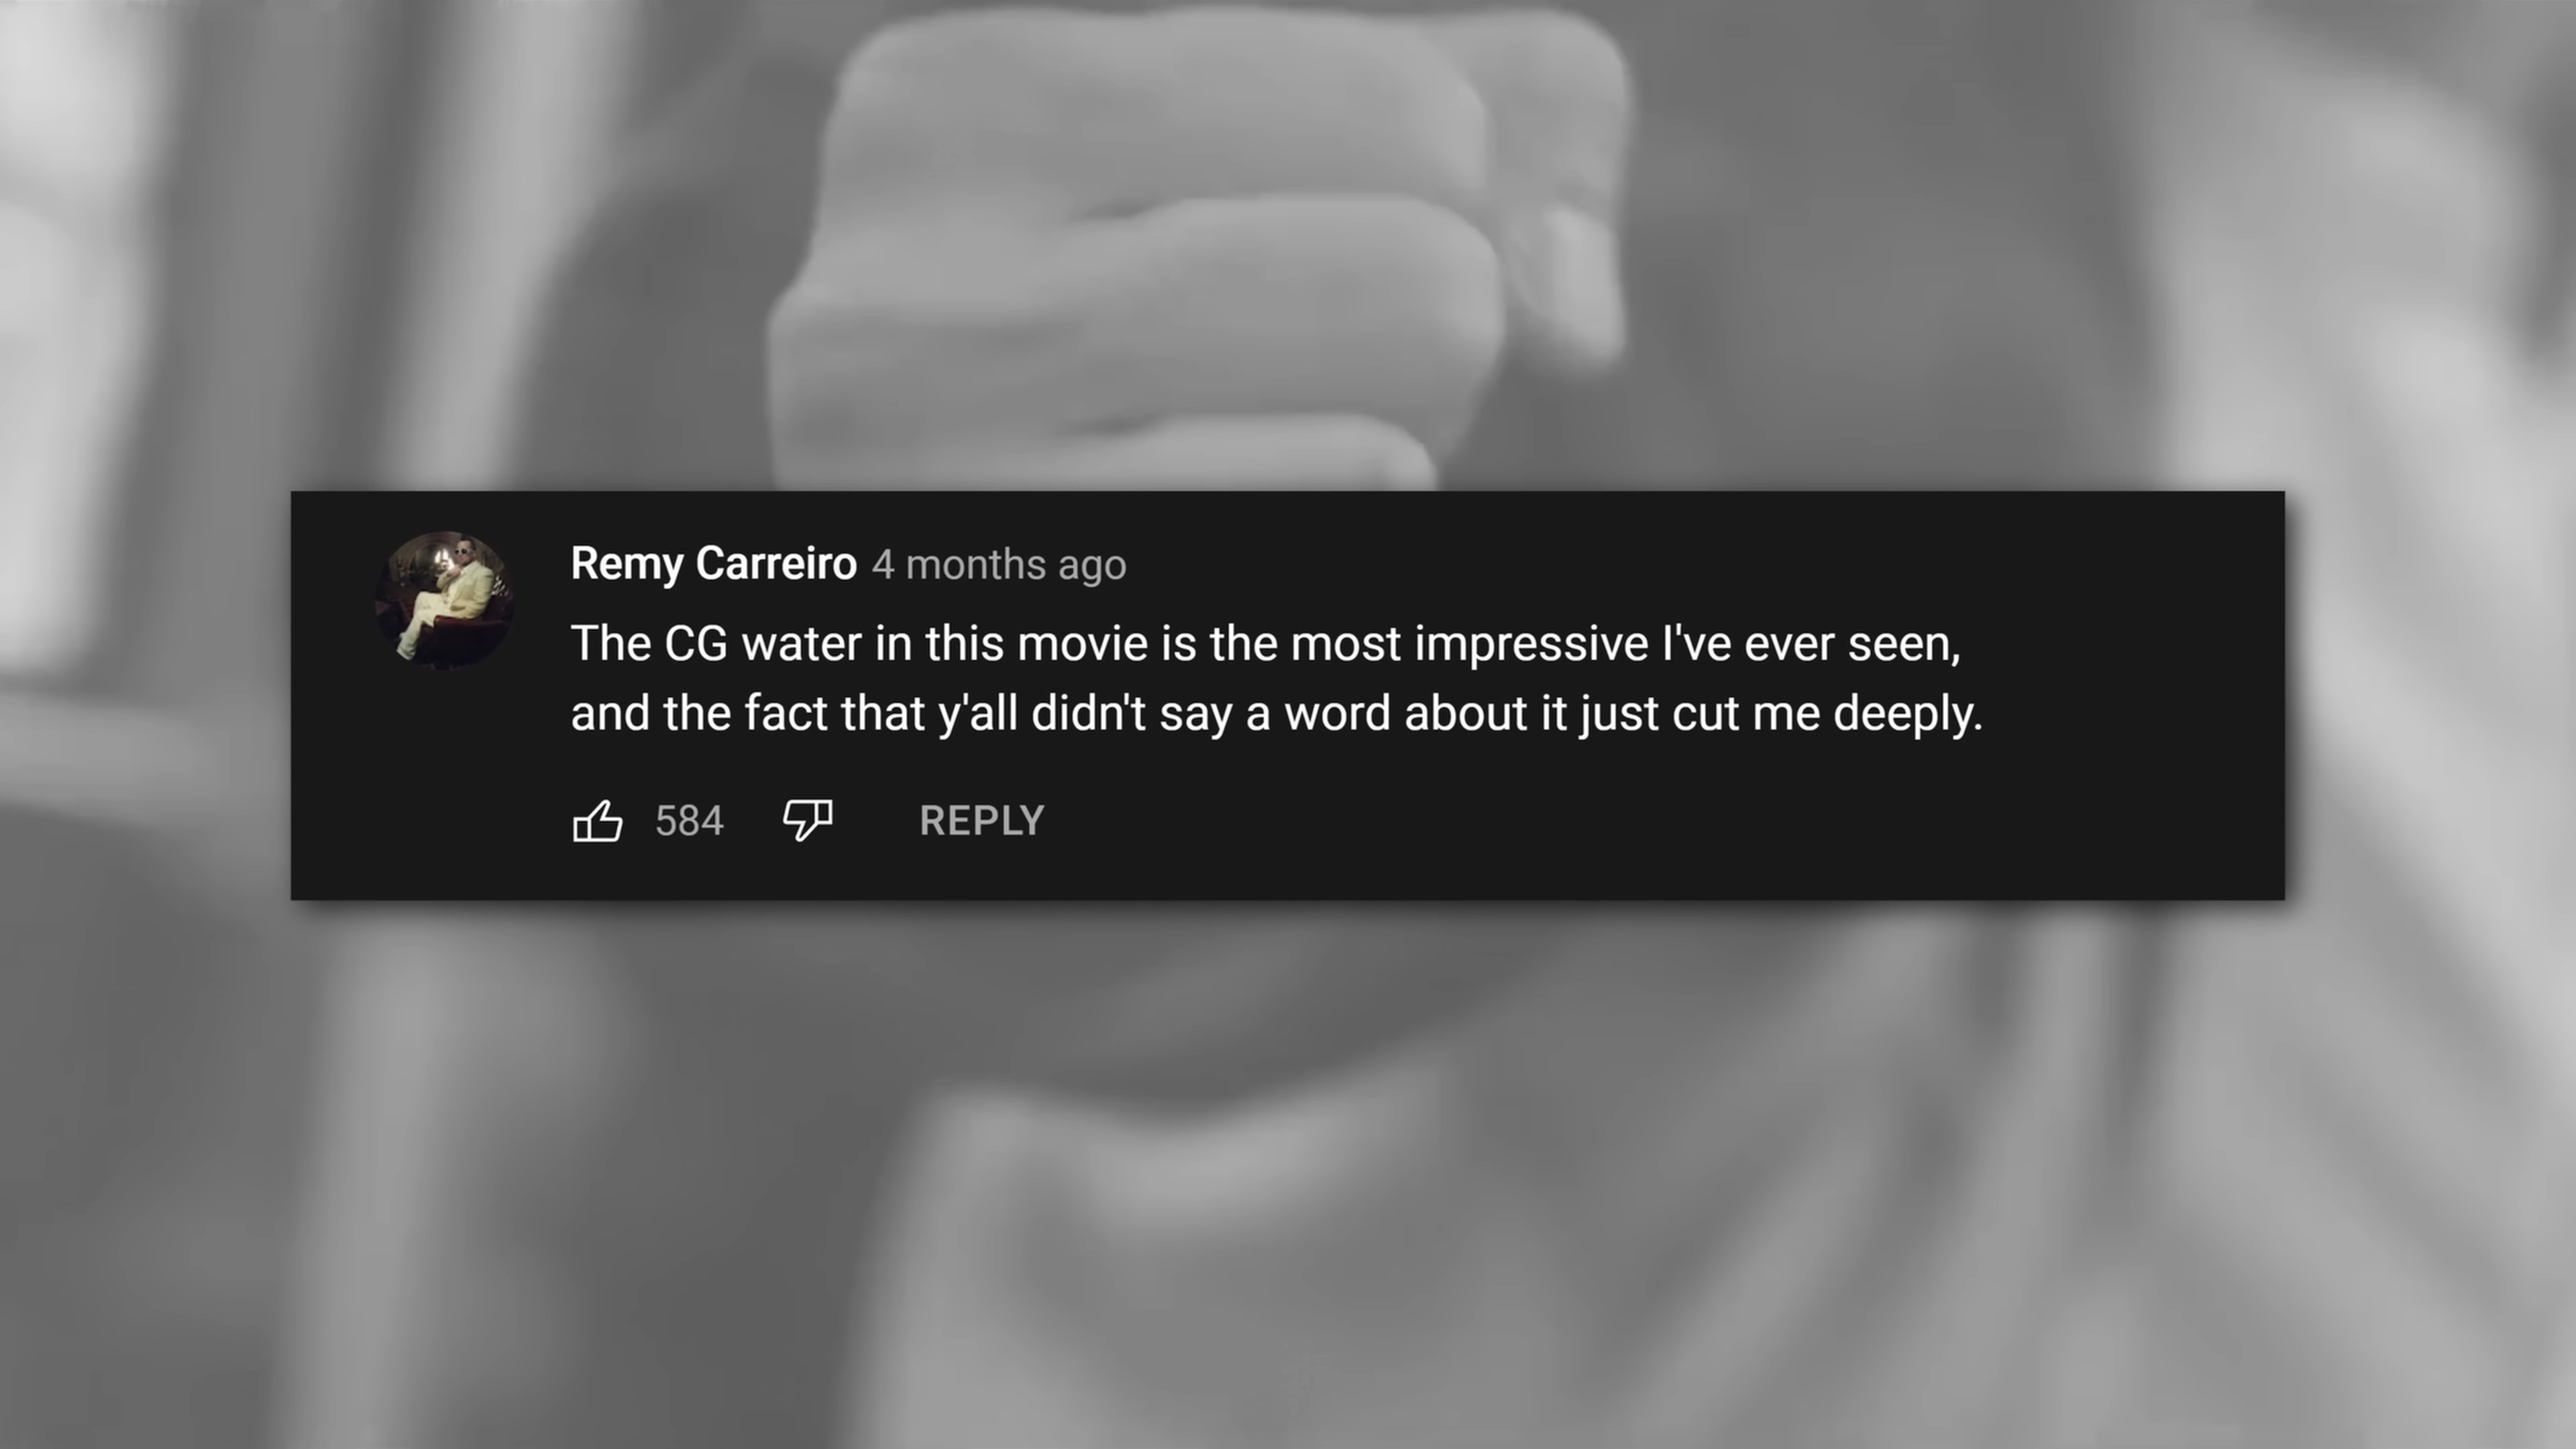 Remy Carreiro 4 months ago
The CG water in this movie is the most impressive I've ever seen,
and the fact that y'all didn't say a word about it just cut me deeply.
584 REPLY